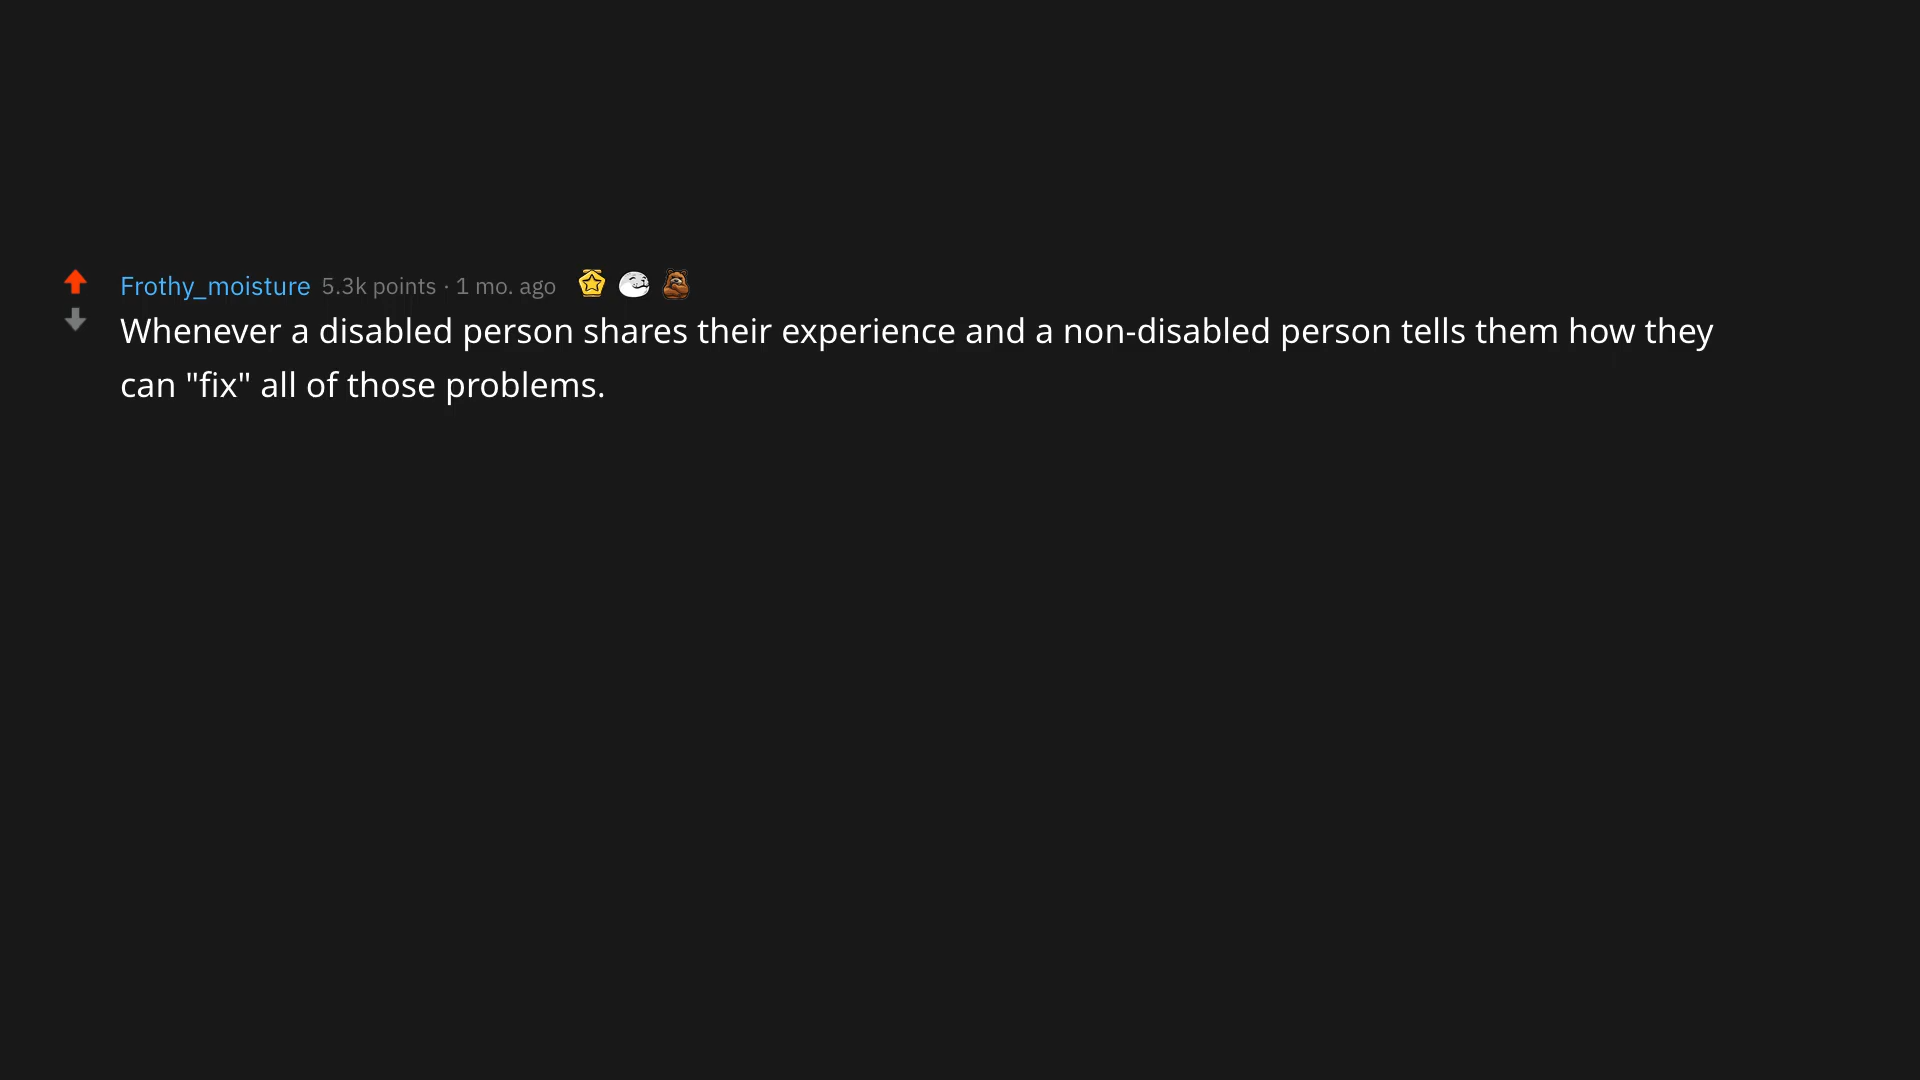 Frothy_moisture 5.3k points · 1 mo. ago
Whenever a disabled person shares their experience and a non-disabled person tells them how they
can "fix" all of those problems.